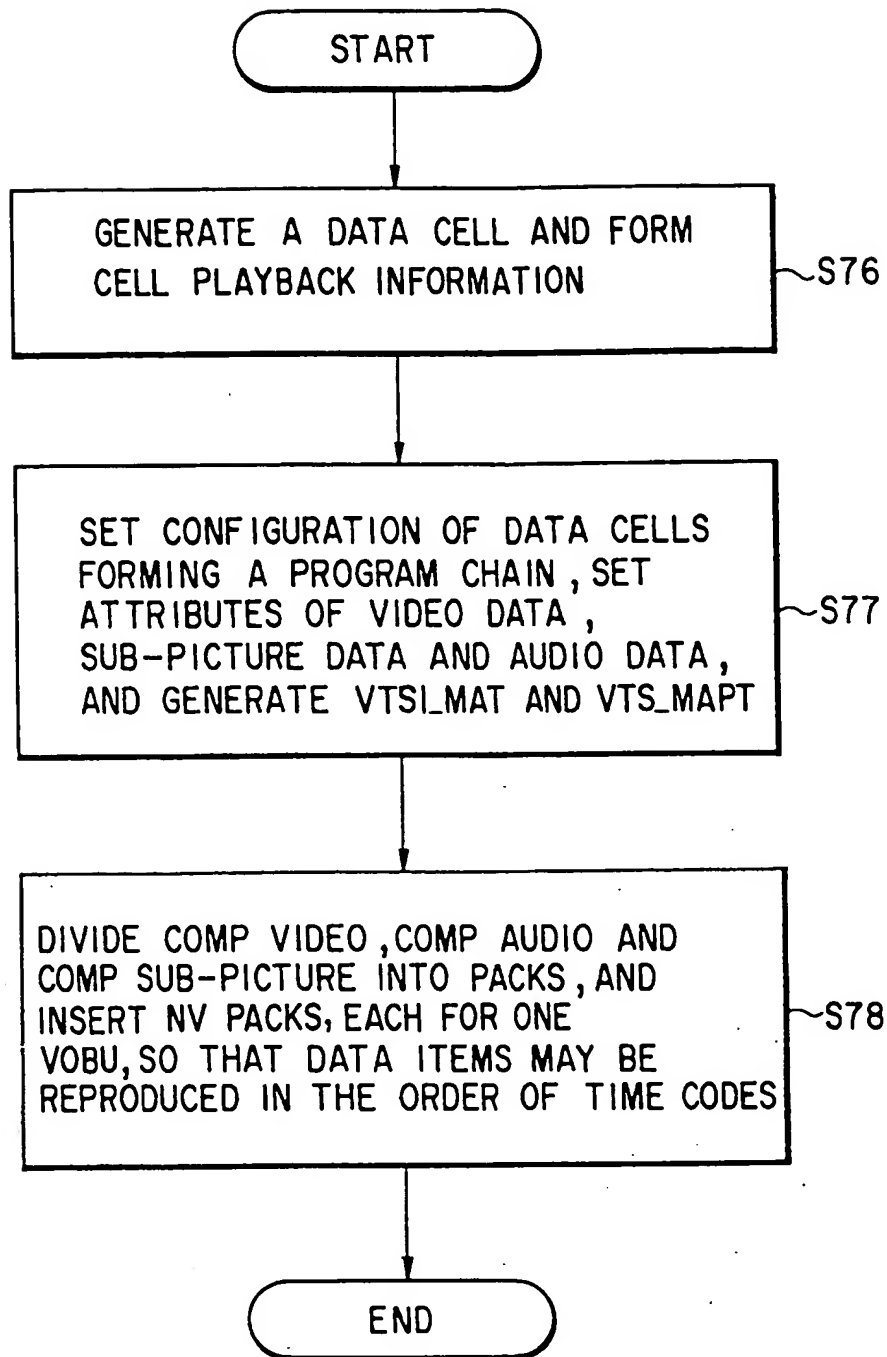 START
GENERATE A DATA CELL AND FORM
CELL PLAYBACK INFORMATION
S76
SET CONFIGURATION OF DATA CELLS
FORMING A PROGRAM CHAIN, SET
ATTRIBUTES OF VIDEO DATA,
SUB-PICTURE DATA AND AUDIO DATA,
AND GENERATE VTSI_MAT AND VTS_MAPT
S77
DIVIDE COMP VIDEO, COMP AUDIO AND
COMP SUB-PICTURE INTO PACKS, AND
INSERT NV PACKS, EACH FOR ONE
VOBU, SO THAT DATA ITEMS MAY BE
REPRODUCED IN THE ORDER OF TIME CODES
S78
END